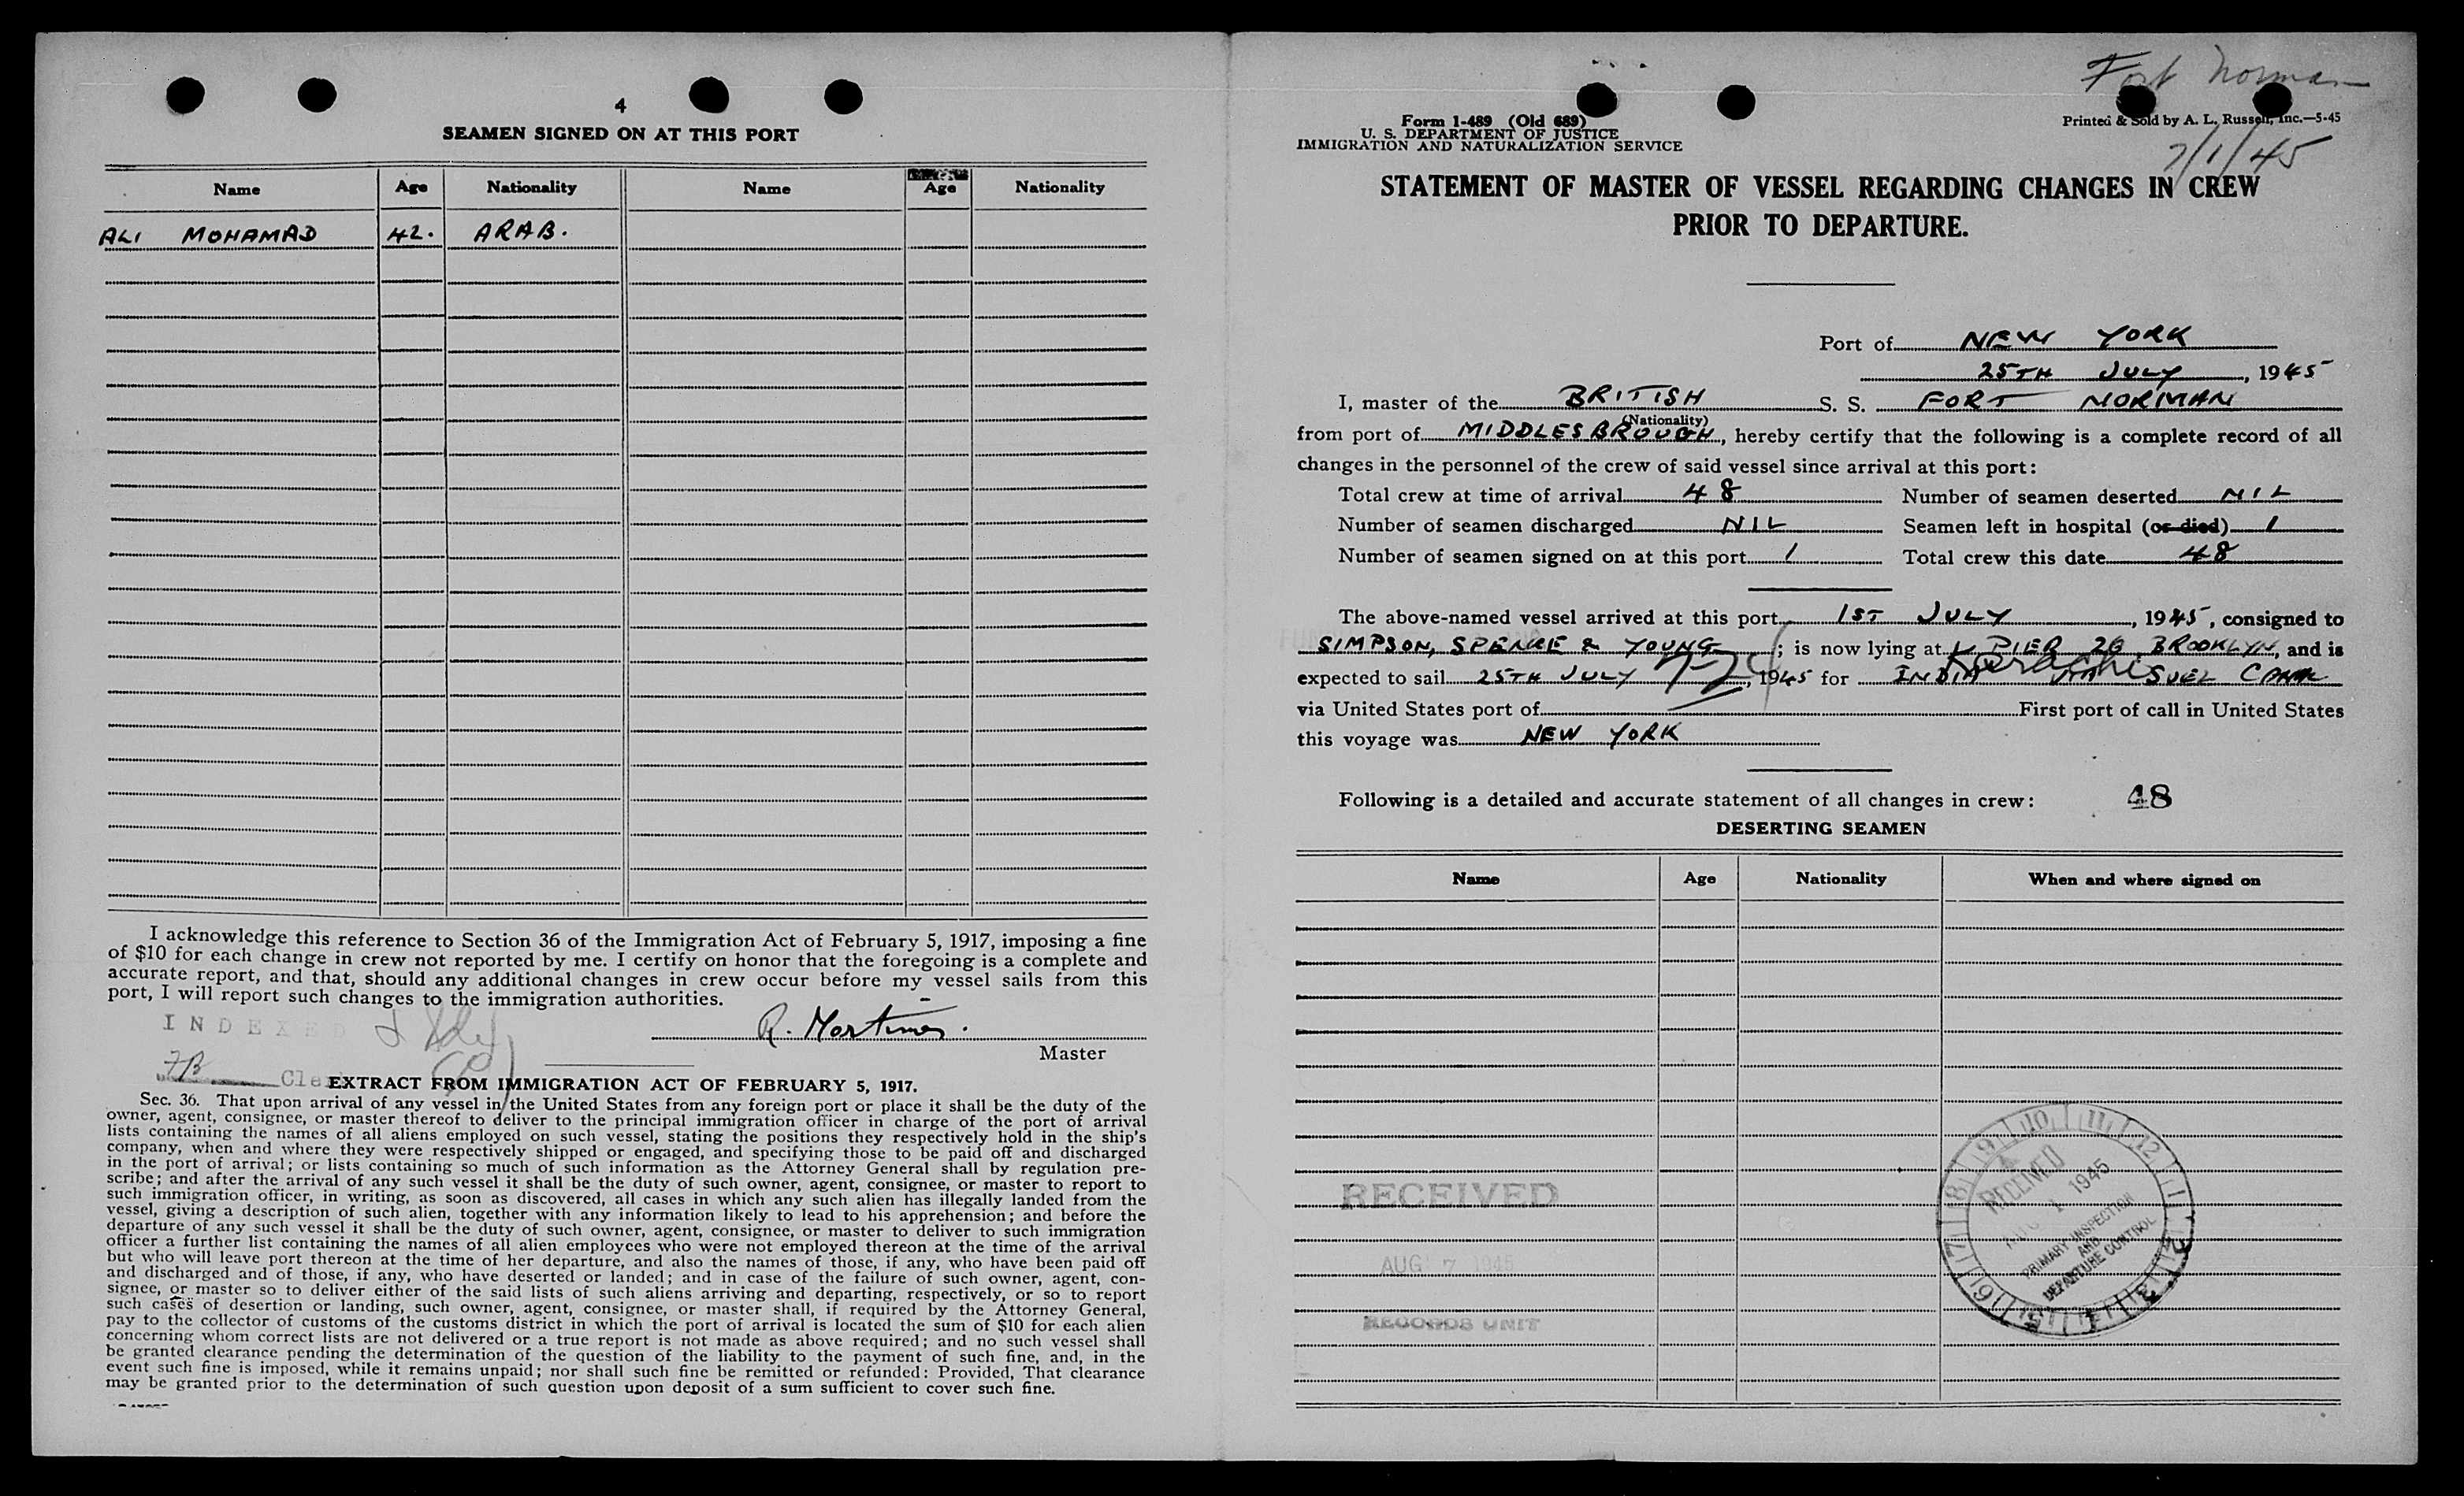 4
SEAMEN SIGNED ON AT THIS PORT
Name Age Nationality Name Age Nationality
ALI MOHAMAD 42. ARAB.
I acknowledge this reference to Section 36 of the Immigration Act of February 5, 1917, imposing a fine
of $10 for each change in crew not reported by me. I certify on honor that the foregoing is a complete and
accurate report, and that, should any additional changes in crew occur before my vessel sails from this
port, I will report such changes to the immigration authorities.
INDEXED
R. Mortimer.
Master
EXTRACT FROM IMMIGRATION ACT OF FEBRUARY 5, 1917.
Sec. 36. That upon arrival of any vessel in the United States from any foreign port or place it shall be the duty of the
owner, agent, consignee, or master thereof to deliver to the principal immigration officer in charge of the port of arrival
lists containing the names of all aliens employed on such vessel, stating the positions they respectively hold in the ship's
company, when and where they were respectively shipped or engaged, and specifying those to be paid off and discharged
in the port of arrival; or lists containing so much of such information as the Attorney General shall by regulation pre-
scribe; and after the arrival of any such vessel it shall be the duty of such owner, agent, consignee, or master to report to
such immigration officer, in writing, as soon as discovered, all cases in which any such alien has illegally landed from the
vessel, giving a description of such alien, together with any information likely to lead to his apprehension; and before the
departure of any such vessel it shall be the duty of such owner, agent, consignee, or master to deliver to such immigration
officer a further list containing the names of all alien employees who were not employed thereon at the time of the arrival
but who will leave port thereon at the time of her departure, and also the names of those, if any, who have been paid off
and discharged and of those, if any, who have deserted or landed; and in case of the failure of such owner, agent, con-
signee, or master so to deliver either of the said lists of such aliens arriving and departing, respectively, or so to report
such cases of desertion or landing, such owner, agent, consignee, or master shall, if required by the Attorney General,
pay to the collector of customs of the customs district in which the port of arrival is located the sum of $10 for each alien
concerning whom correct lists are not delivered or a true report is not made as above required; and no such vessel shall
be granted clearance pending the determination of the question of the liability to the payment of such fine, and, in the
event such fine is imposed, while it remains unpaid; nor shall such fine be remitted or refunded: Provided, That clearance
may be granted prior to the determination of such question upon deposit of a sum sufficient to cover such fine.
Fort Norman
Form 1-489 (Old 689)
U. S. DEPARTMENT OF JUSTICE
IMMIGRATION AND NATURALIZATION SERVICE
Printed & Sold by A. L. Russell, Inc.—5-45
7/1/45
STATEMENT OF MASTER OF VESSEL REGARDING CHANGES IN CREW
PRIOR TO DEPARTURE.
Port of NEW YORK
25TH JULY, 1945
I, master of the BRITISH S. S. FORT NORMAN
(Nationality)
from port of MIDDLESBROUGH, hereby certify that the following is a complete record of all
changes in the personnel of the crew of said vessel since arrival at this port:
Total crew at time of arrival 48 Number of seamen deserted NIL
Number of seamen discharged NIL Seamen left in hospital (or died) 1
Number of seamen signed on at this port 1 Total crew this date 48
The above-named vessel arrived at this port 1ST JULY, 1945, consigned to
SIMPSON, SPENCE & YOUNG; is now lying at PIER 26 BROOKLYN, and is
Karachi
expected to sail 25TH JULY, 1945 for INDIA VIA SUEZ CANAL
via United States port of First port of call in United States
this voyage was NEW YORK
Following is a detailed and accurate statement of all changes in crew: 48
DESERTING SEAMEN
Name Age Nationality When and where signed on
RECEIVED
AUG 7 1945
RECORDS UNIT
RECEIVED
AUG 1 1945
PRIMARY INSPECTION
AND
DEPARTURE CONTROL